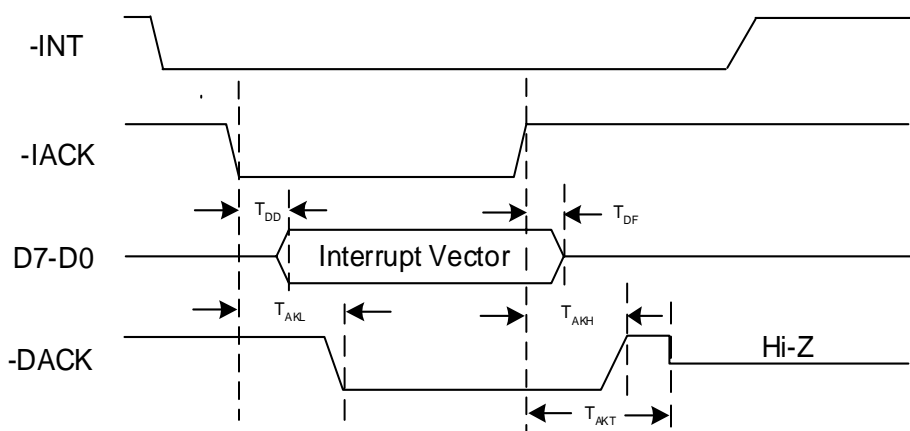 -INT
-IACK
T_DD
T_DF
D7-D0
Interrupt Vector
T_AKL
T_AKH
-DACK
Hi-Z
T_AKT